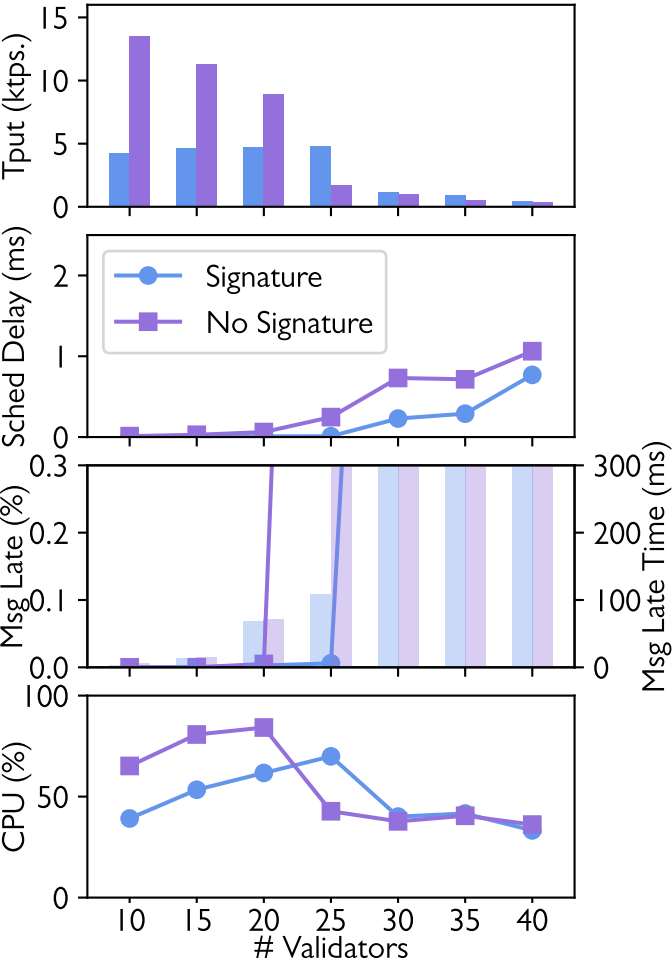 Tput (ktps.)
15
10
5
0
Sched Delay (ms)
2
1
0
Signature
No Signature
Msg Late (%)
0.3
0.2
0.1
0.0
300
200
100
0
Msg Late Time (ms)
CPU (%)
100
50
0
10 15 20 25 30 35 40
# Validators